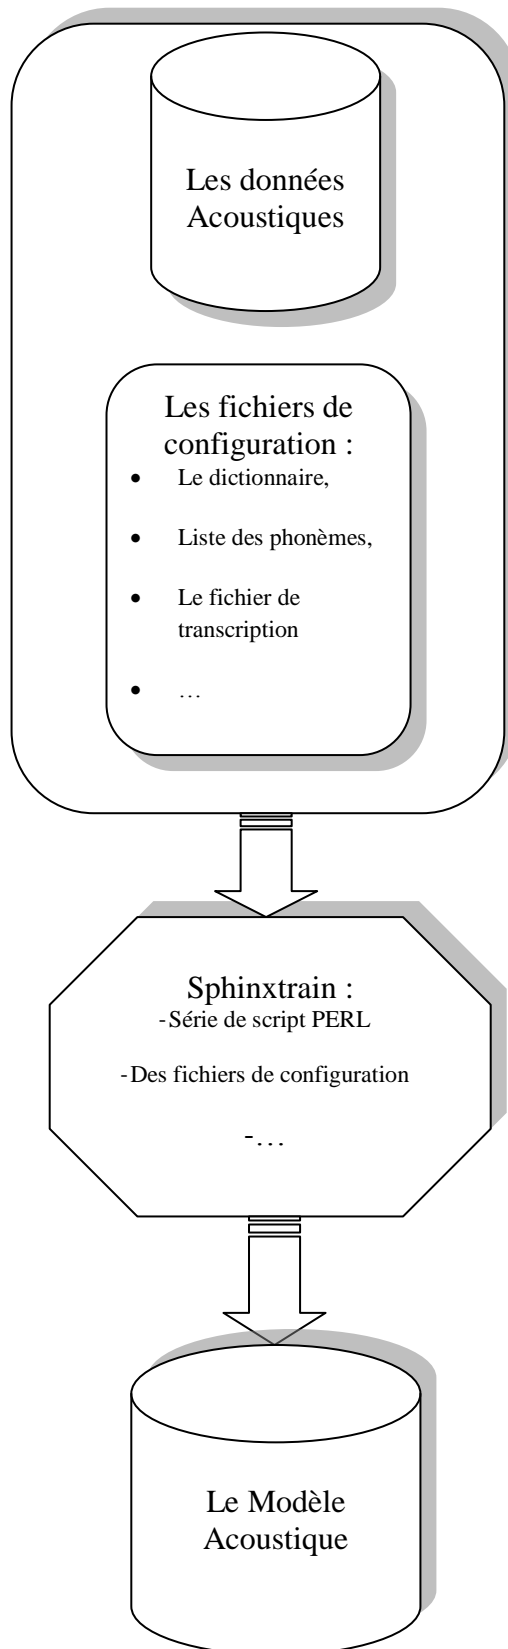 Les données
Acoustiques
Les fichiers de
configuration :
• Le dictionnaire,
• Liste des phonèmes,
• Le fichier de
transcription
• …
Sphinxtrain :
-Série de script PERL
-Des fichiers de configuration
-…
Le Modèle
Acoustique